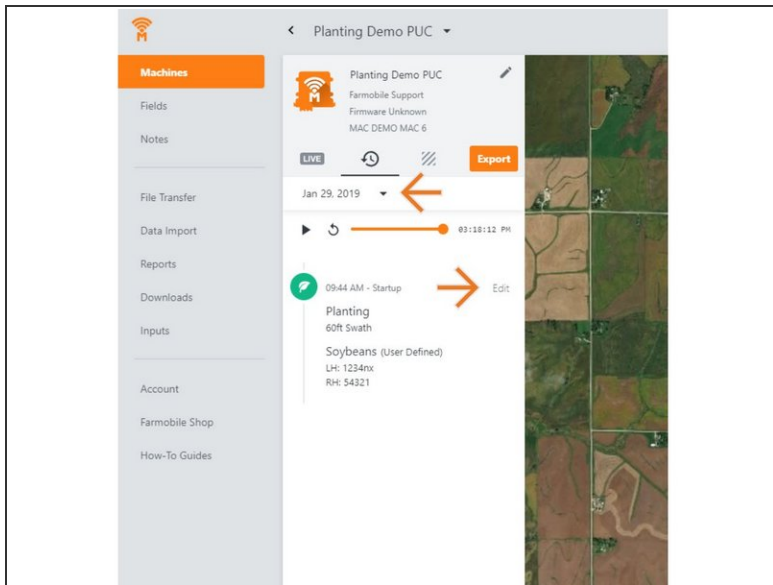 M
Planting Demo PUC
Machines
Fields
Notes
File Transfer
Data Import
Reports
Downloads
Inputs
Account
Farmobile Shop
How-To Guides
M
Planting Demo PUC
Farmobile Support
Firmware Unknown
MAC DEMO MAC 6
LIVE
Export
Jan 29, 2019
03:18:12 PM
09:44 AM - Startup
Edit
Planting
60ft Swath
Soybeans (User Defined)
LH: 1234nx
RH: 54321